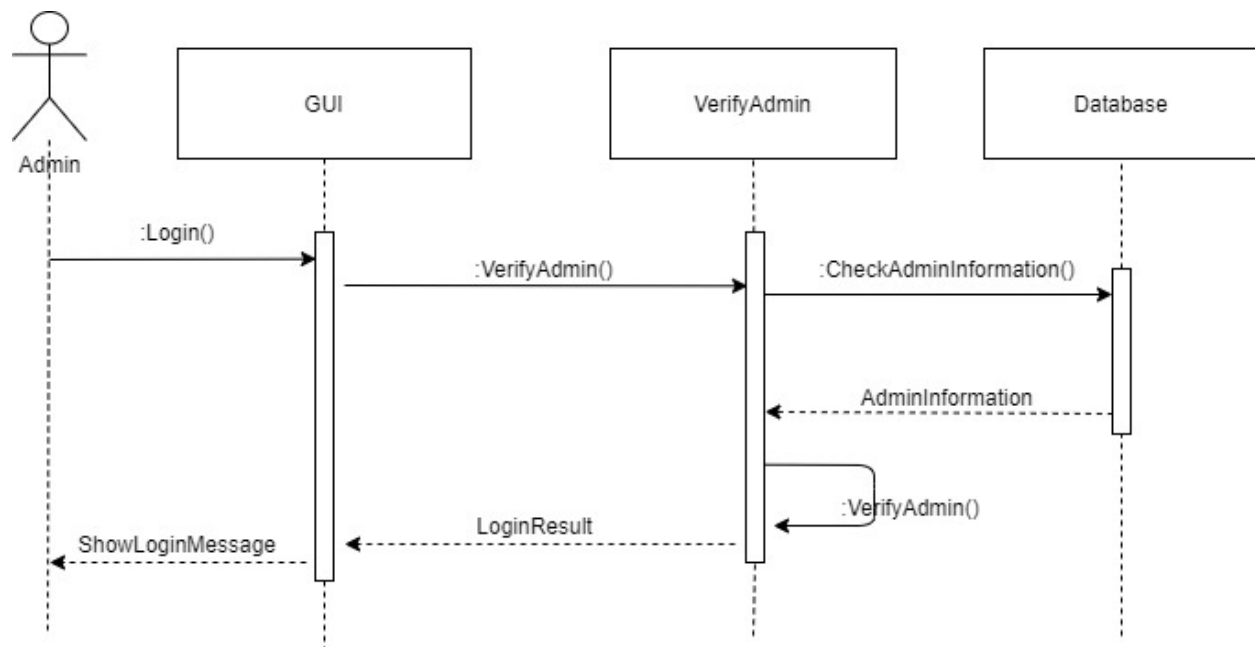 GUI
VerifyAdmin
Database
Admin
:Login()
:VerifyAdmin()
:CheckAdminInformation()
AdminInformation
:VerifyAdmin()
LoginResult
ShowLoginMessage